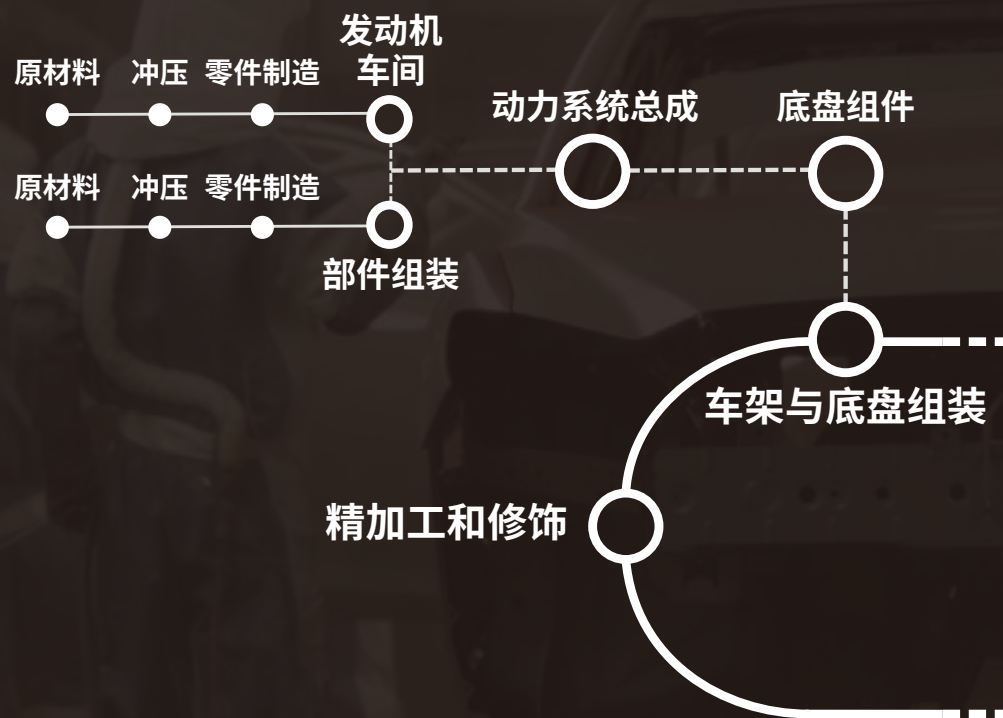 发动机
车间
原材料 冲压 零件制造
动力系统总成
底盘组件
原材料 冲压 零件制造
部件组装
车架与底盘组装
精加工和修饰